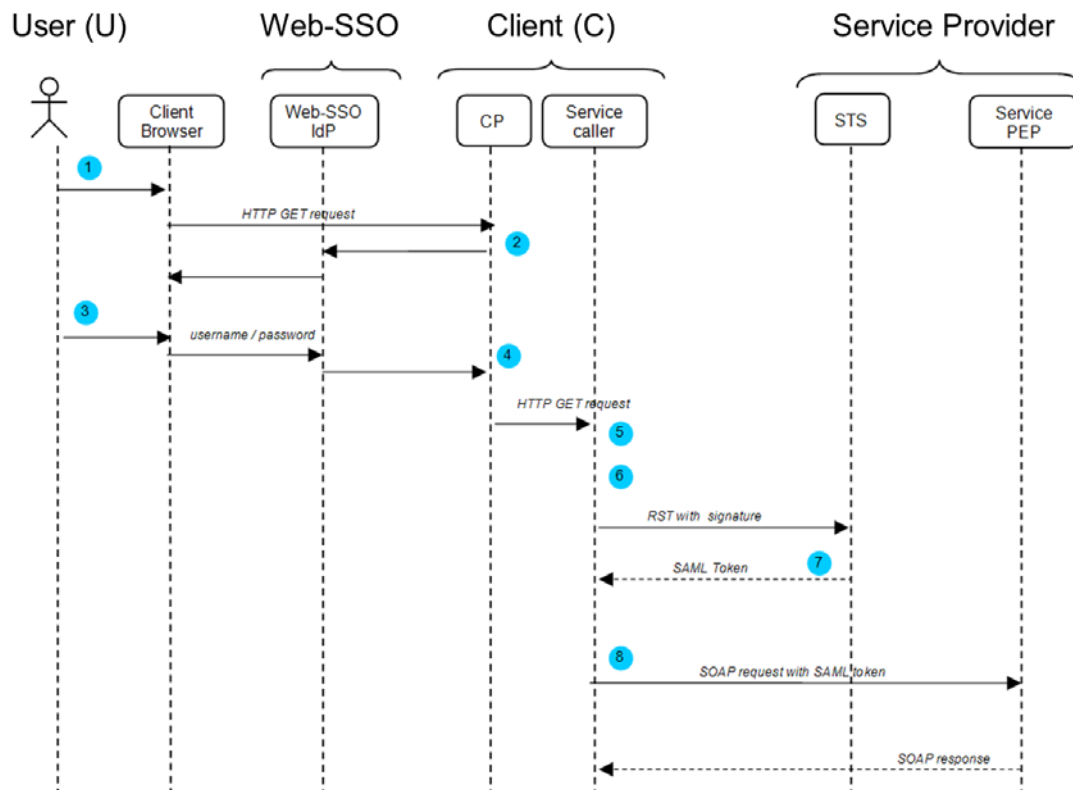 User (U)
Web-SSO
Client (C)
Service Provider
Client
Browser
Web-SSO
IdP
CP
Service
caller
STS
Service
PEP
1
HTTP GET request
2
3
username / password
4
HTTP GET request
5
6
RST with signature
7
SAML Token
8
SOAP request with SAML token
SOAP response